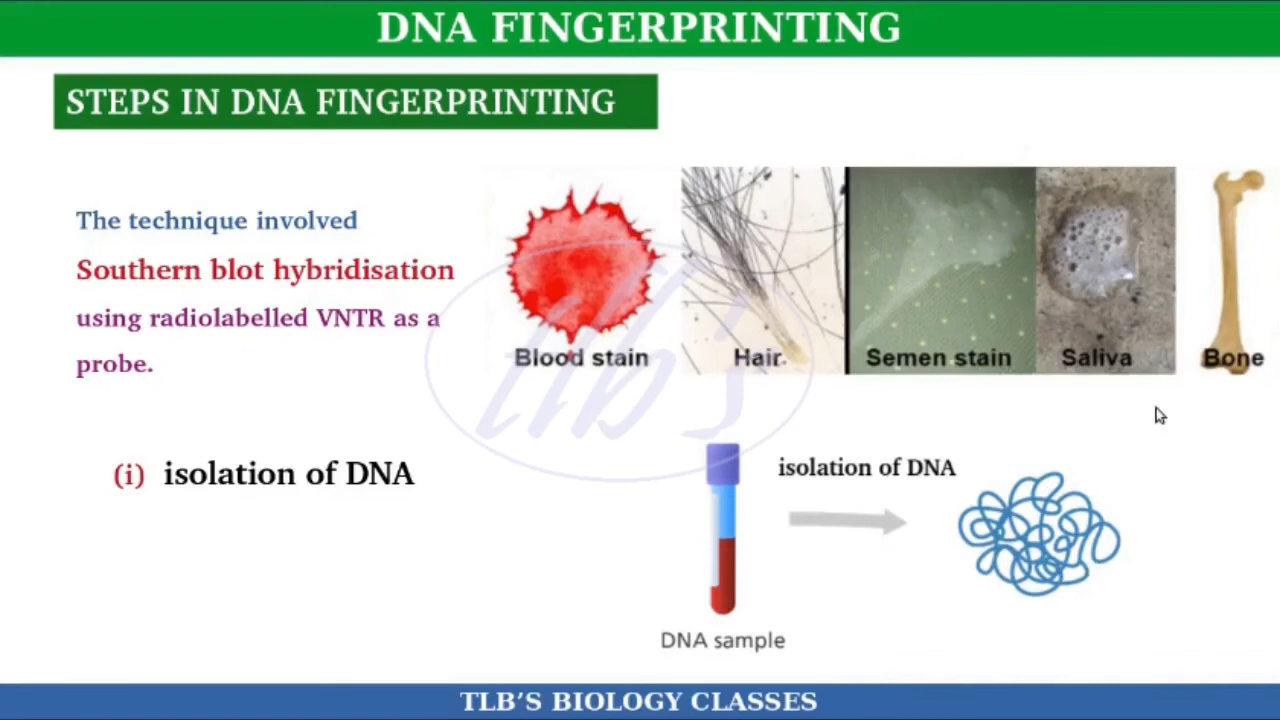 DNA FINGERPRINTING
STEPS IN DNA FINGERPRINTING
The technique involved
Southern blot hybridisation
using radiolabelled VNTR as a
probe.
Blood stain
Hair
Semen stain
Saliva
Bone
tlb's
(i) isolation of DNA
isolation of DNA
DNA sample
TLB'S BIOLOGY CLASSES